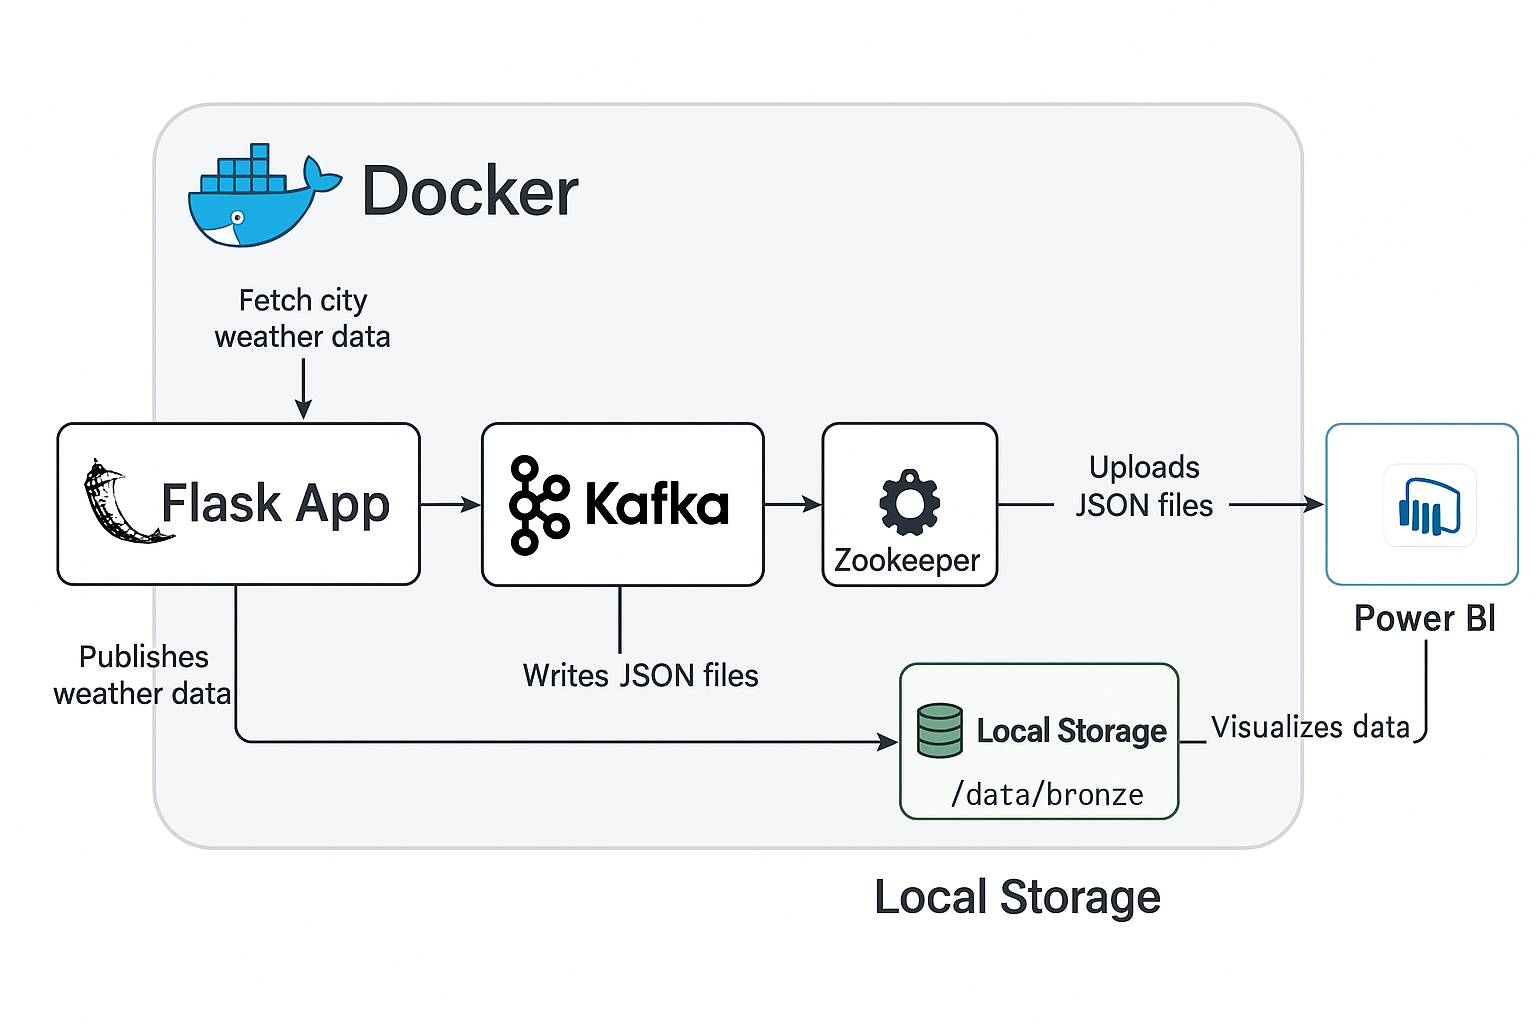 Docker
Fetch city
weather data
Flask App
Kafka
Zookeeper
Uploads
JSON files
Power BI
Publishes
weather data
Writes JSON files
Local Storage
/data/bronze
Visualizes data
Local Storage